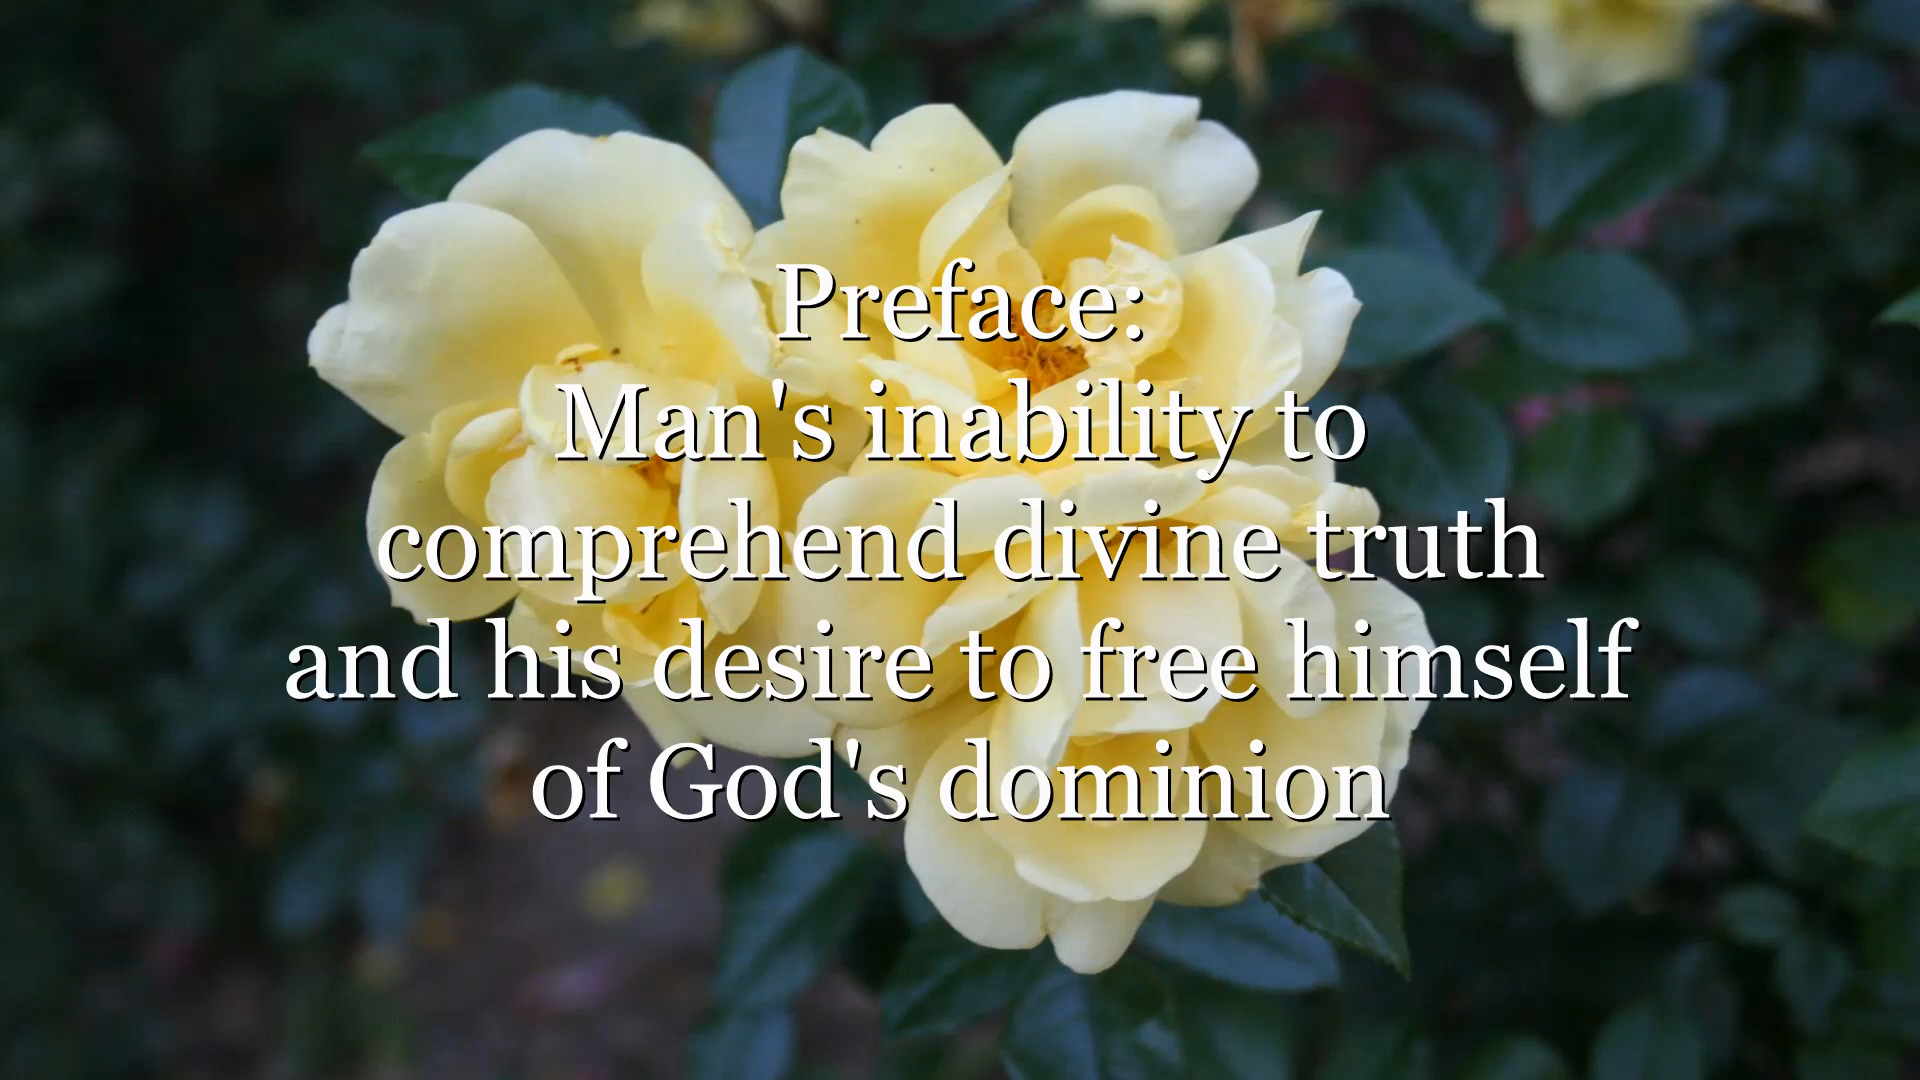 Preface:
Man's inability to
comprehend divine truth
and his desire to free himself
of God's dominion